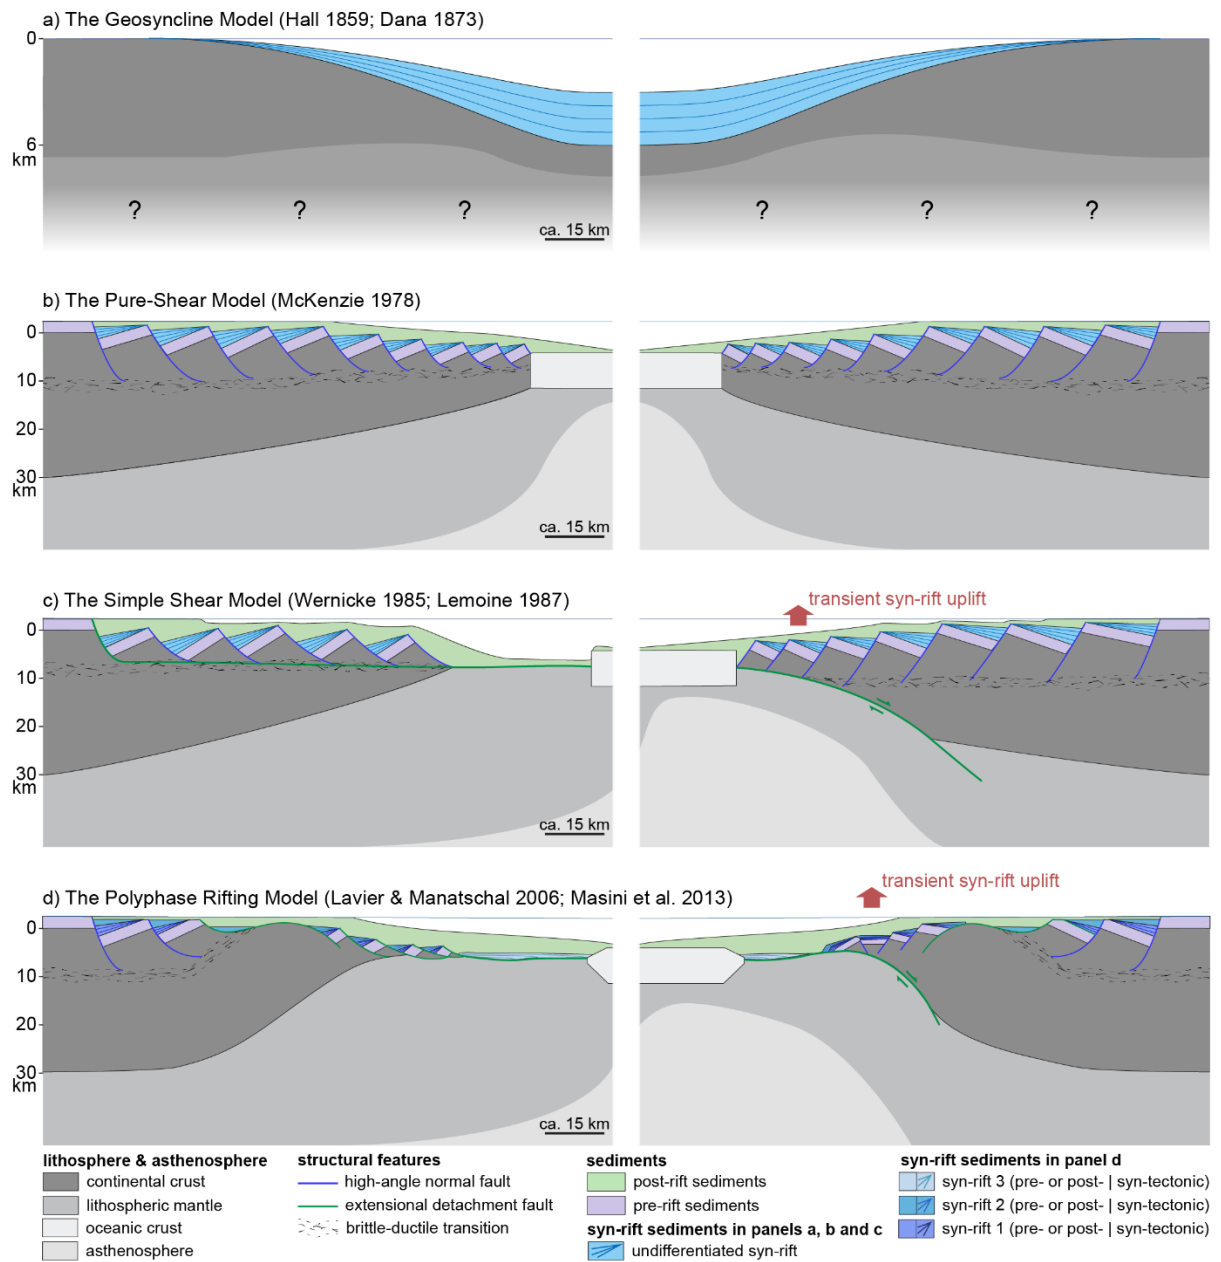 a) The Geosyncline Model (Hall 1859; Dana 1873)
0
6
km
? ? ? ? ? ?
ca. 15 km
b) The Pure-Shear Model (McKenzie 1978)
0
10
20
30
km
ca. 15 km
c) The Simple Shear Model (Wernicke 1985; Lemoine 1987)
transient syn-rift uplift
0
10
20
30
km
ca. 15 km
d) The Polyphase Rifting Model (Lavier & Manatschal 2006; Masini et al. 2013)
transient syn-rift uplift
0
10
20
30
km
ca. 15 km
lithosphere & asthenosphere
continental crust
lithospheric mantle
oceanic crust
asthenosphere
structural features
high-angle normal fault
extensional detachment fault
brittle-ductile transition
sediments
post-rift sediments
pre-rift sediments
syn-rift sediments in panels a, b and c
undifferentiated syn-rift
syn-rift sediments in panel d
syn-rift 3 (pre- or post- | syn-tectonic)
syn-rift 2 (pre- or post- | syn-tectonic)
syn-rift 1 (pre- or post- | syn-tectonic)